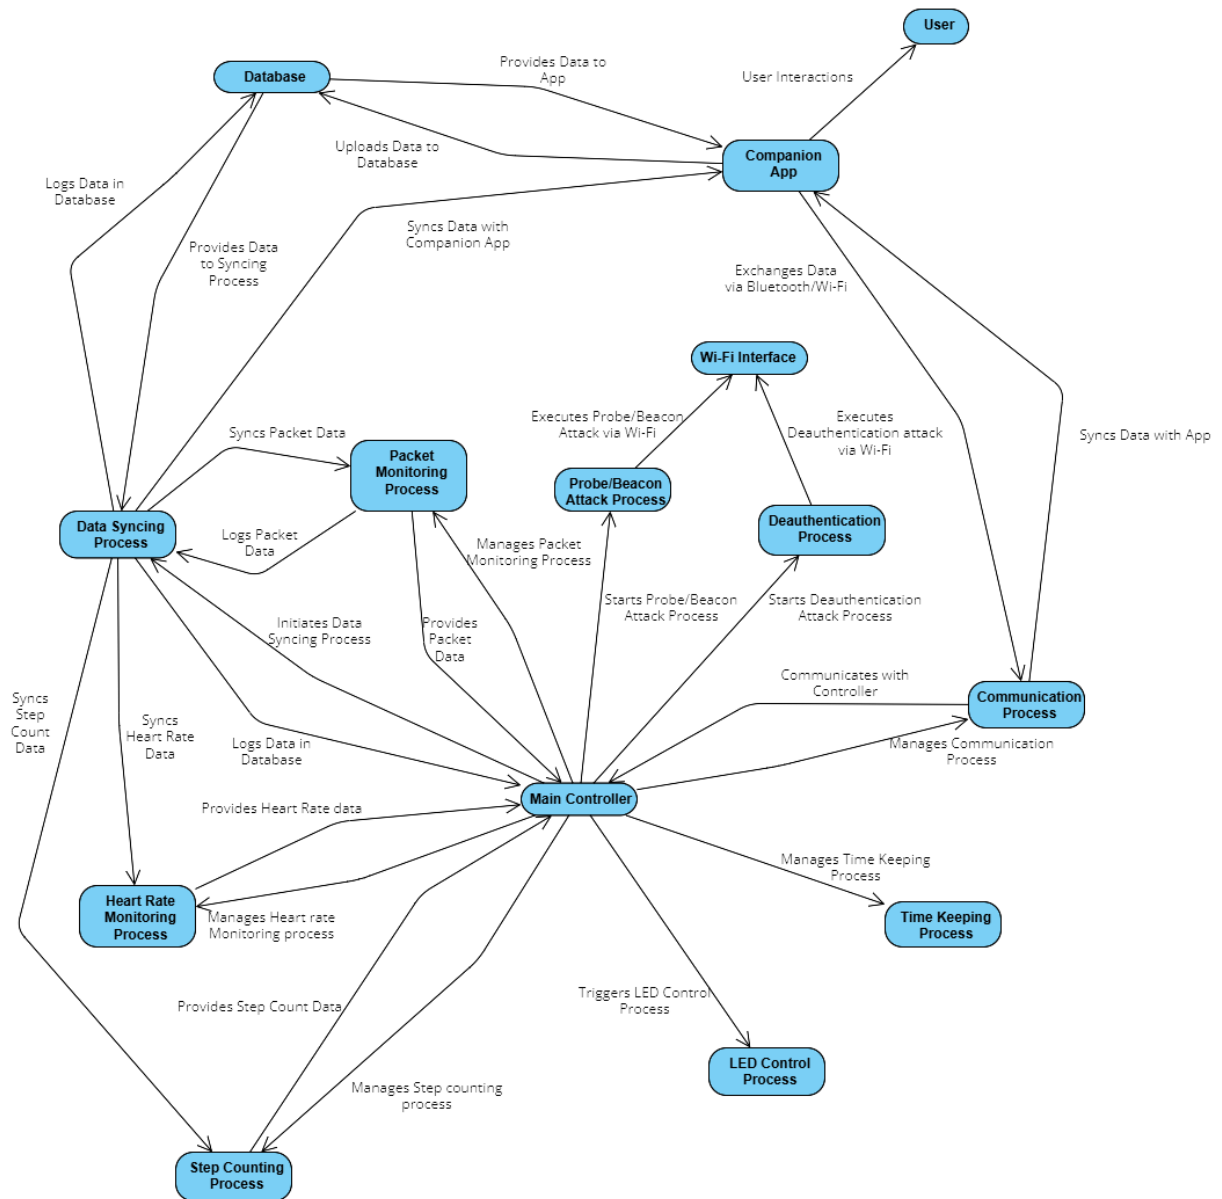 User
Provides Data to
App
User Interactions
Database
Uploads Data to
Database
Companion
App
Logs Data in
Database
Provides Data
to Syncing
Process
Syncs Data with
Companion App
Exchanges Data
via Bluetooth/Wi-Fi
Wi-Fi Interface
Executes Probe/Beacon
Attack via Wi-Fi
Executes
Deauthentication attack
via Wi-Fi
Syncs Data with App
Syncs Packet Data
Packet
Monitoring
Process
Probe/Beacon
Attack Process
Deauthentication
Process
Data Syncing
Process
Logs Packet
Data
Manages Packet
Monitoring Process
Starts Probe/Beacon
Attack Process
Starts Deauthentication
Attack Process
Initiates Data
Syncing Process
Provides
Packet
Data
Communicates with
Controller
Communication
Process
Syncs
Step
Count
Data
Syncs
Heart Rate
Data
Logs Data in
Database
Manages Communication
Process
Main Controller
Provides Heart Rate data
Manages Time Keeping
Process
Heart Rate
Monitoring
Process
Manages Heart rate
Monitoring process
Time Keeping
Process
Provides Step Count Data
Triggers LED Control
Process
LED Control
Process
Manages Step counting
process
Step Counting
Process